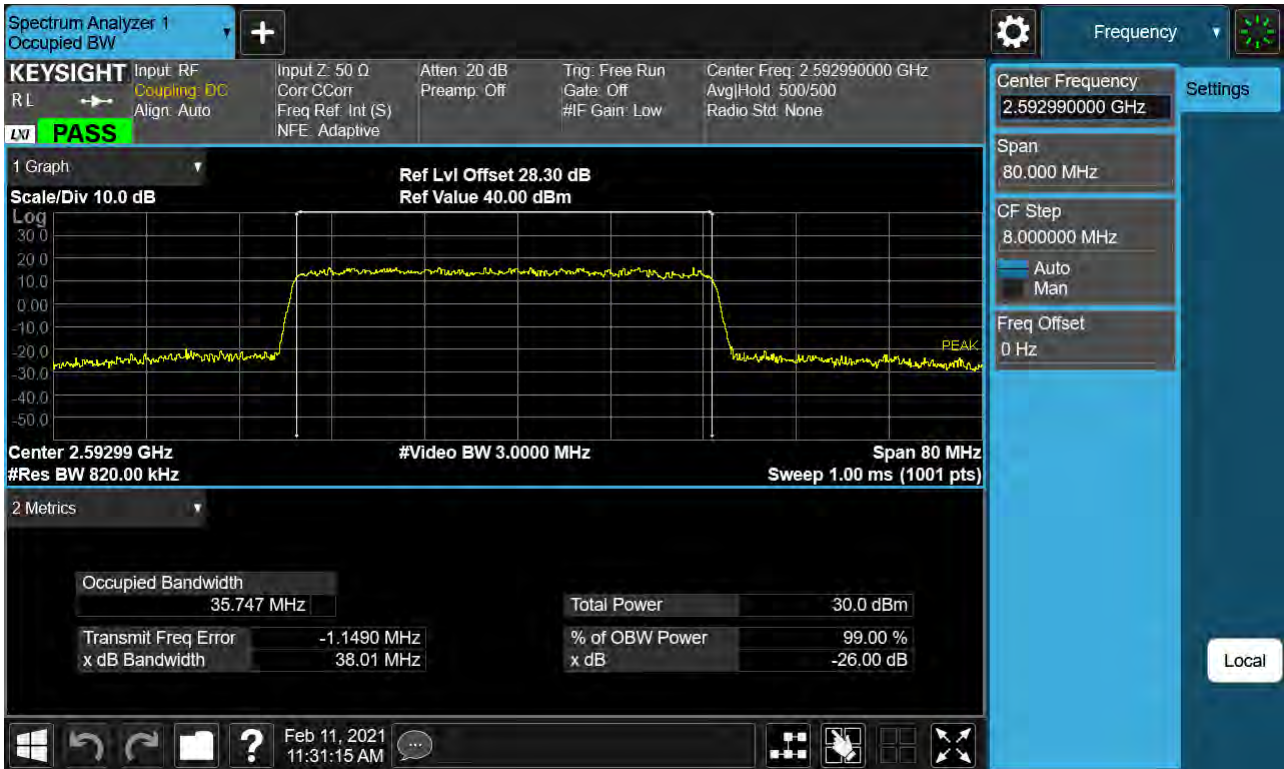 Spectrum Analyzer 1
Occupied BW
+
Frequency
KEYSIGHT
RL
LXI
PASS
Input: RF
Coupling: DC
Align: Auto
Input Z: 50 Ω
Corr CCorr
Freq Ref: Int (S)
NFE: Adaptive
Atten: 20 dB
Preamp: Off
Trig: Free Run
Gate: Off
#IF Gain: Low
Center Freq: 2.592990000 GHz
Avg|Hold: 500/500
Radio Std: None
Center Frequency
2.592990000 GHz
Settings
Span
80.000 MHz
CF Step
8.000000 MHz
Auto
Man
Freq Offset
0 Hz
Local
1 Graph
Scale/Div 10.0 dB
Ref Lvl Offset 28.30 dB
Ref Value 40.00 dBm
Log
30.0
20.0
10.0
0.00
-10.0
-20.0
-30.0
-40.0
-50.0
PEAK
Center 2.59299 GHz
#Video BW 3.0000 MHz
Span 80 MHz
#Res BW 820.00 kHz
Sweep 1.00 ms (1001 pts)
2 Metrics
Occupied Bandwidth
35.747 MHz
Total Power 30.0 dBm
Transmit Freq Error -1.1490 MHz
% of OBW Power 99.00 %
x dB Bandwidth 38.01 MHz
x dB -26.00 dB
?
Feb 11, 2021
11:31:15 AM